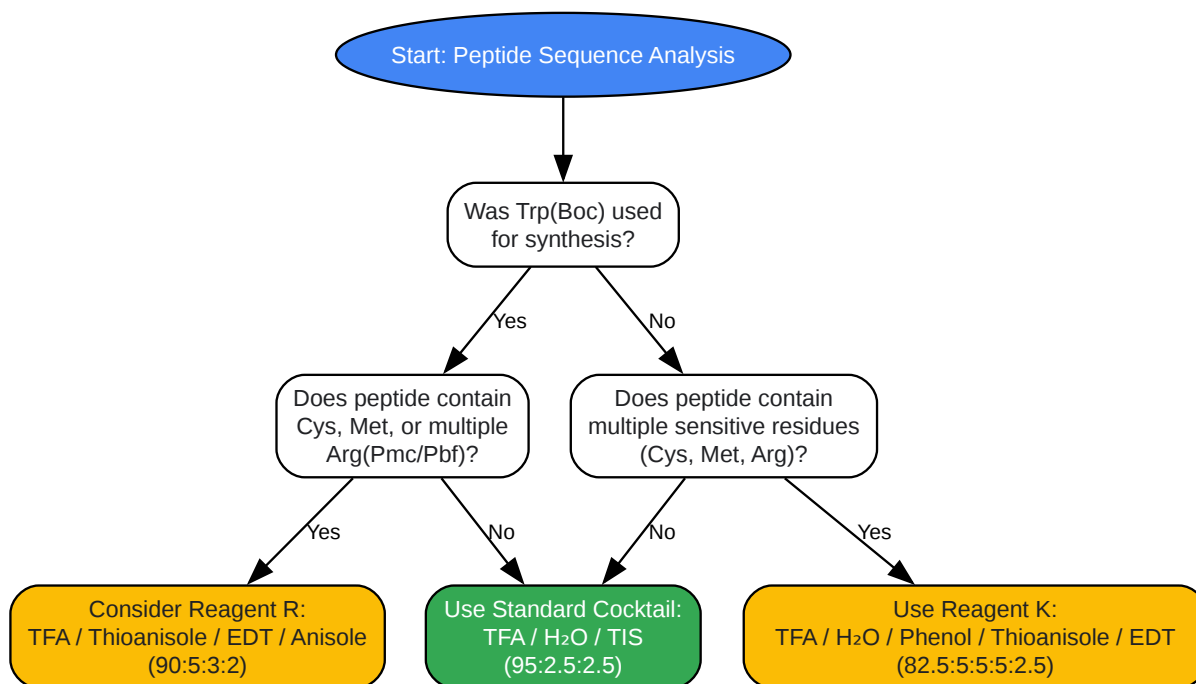 Start: Peptide Sequence Analysis
Was Trp(Boc) used
for synthesis?
Yes
No
Does peptide contain
Cys, Met, or multiple
Arg(Pmc/Pbf)?
Does peptide contain
multiple sensitive residues
(Cys, Met, Arg)?
Yes
No
No
Yes
Consider Reagent R:
TFA / Thioanisole / EDT / Anisole
(90:5:3:2)
Use Standard Cocktail:
TFA / H₂O / TIS
(95:2.5:2.5)
Use Reagent K:
TFA / H₂O / Phenol / Thioanisole / EDT
(82.5:5:5:5:2.5)